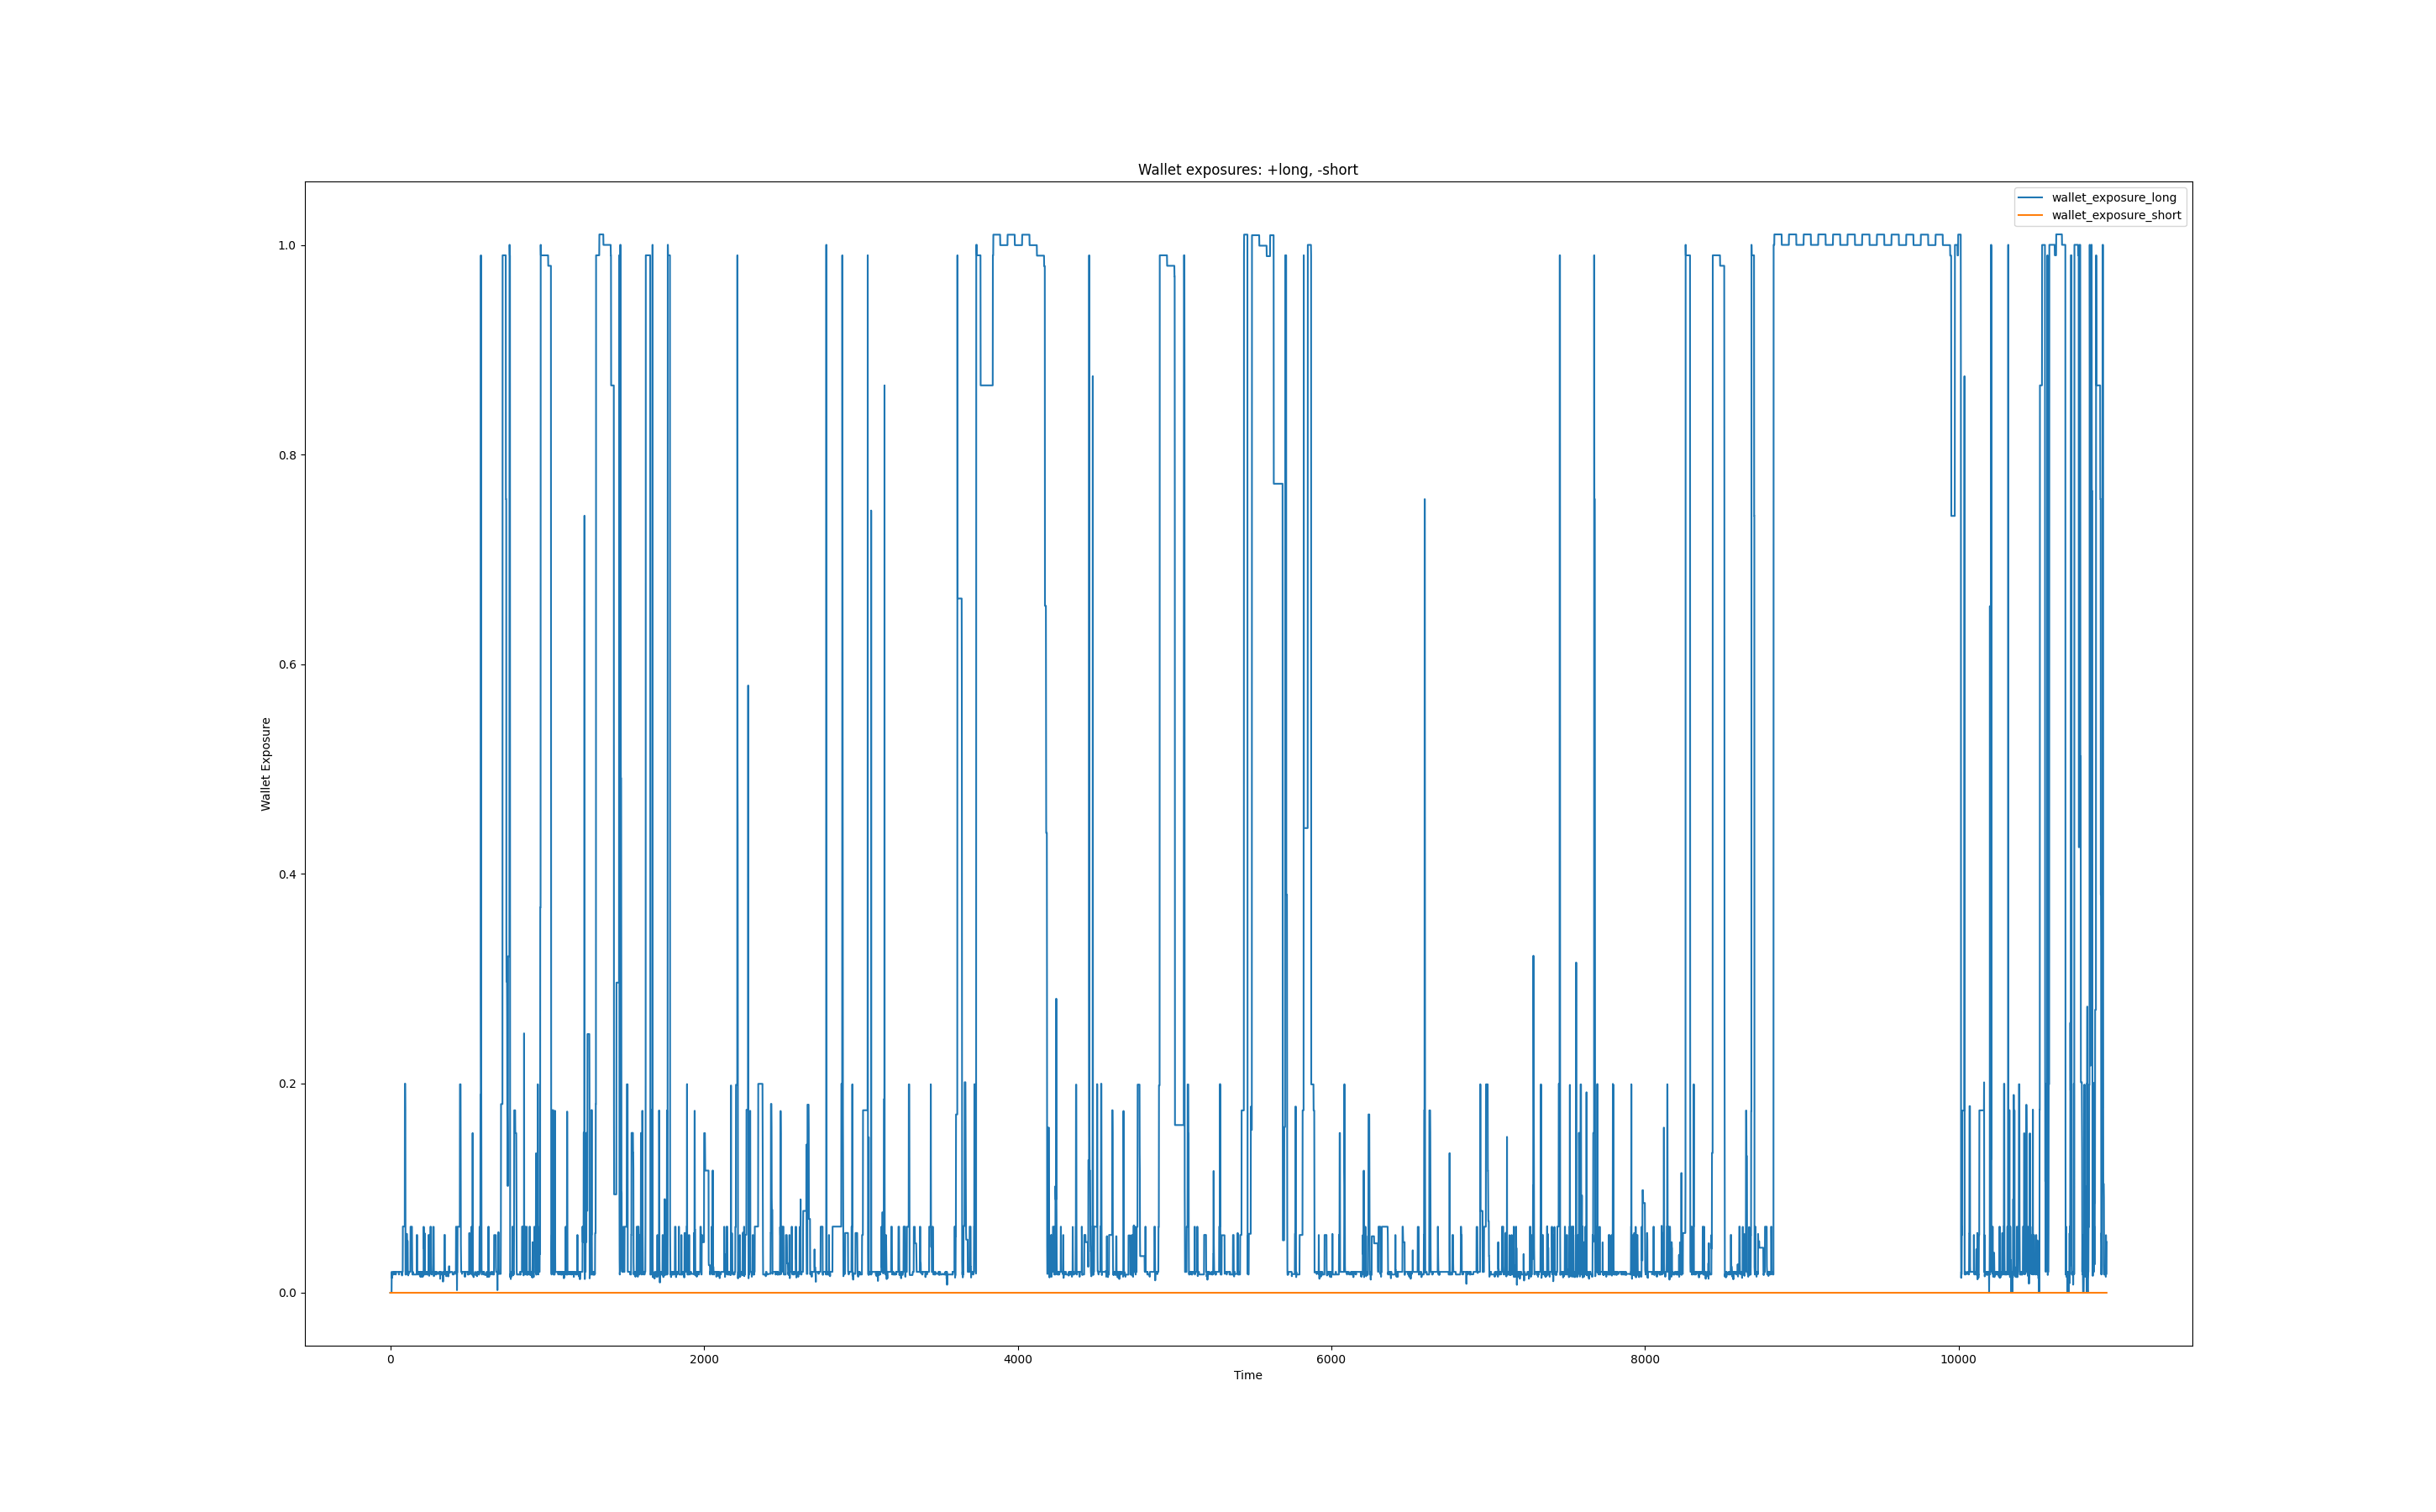 Wallet exposures: +long, -short
wallet_exposure_long
wallet_exposure_short
1.0
0.8
0.6
0.4
0.2
0.0
Wallet Exposure
0 2000 4000 6000 8000 10000
Time